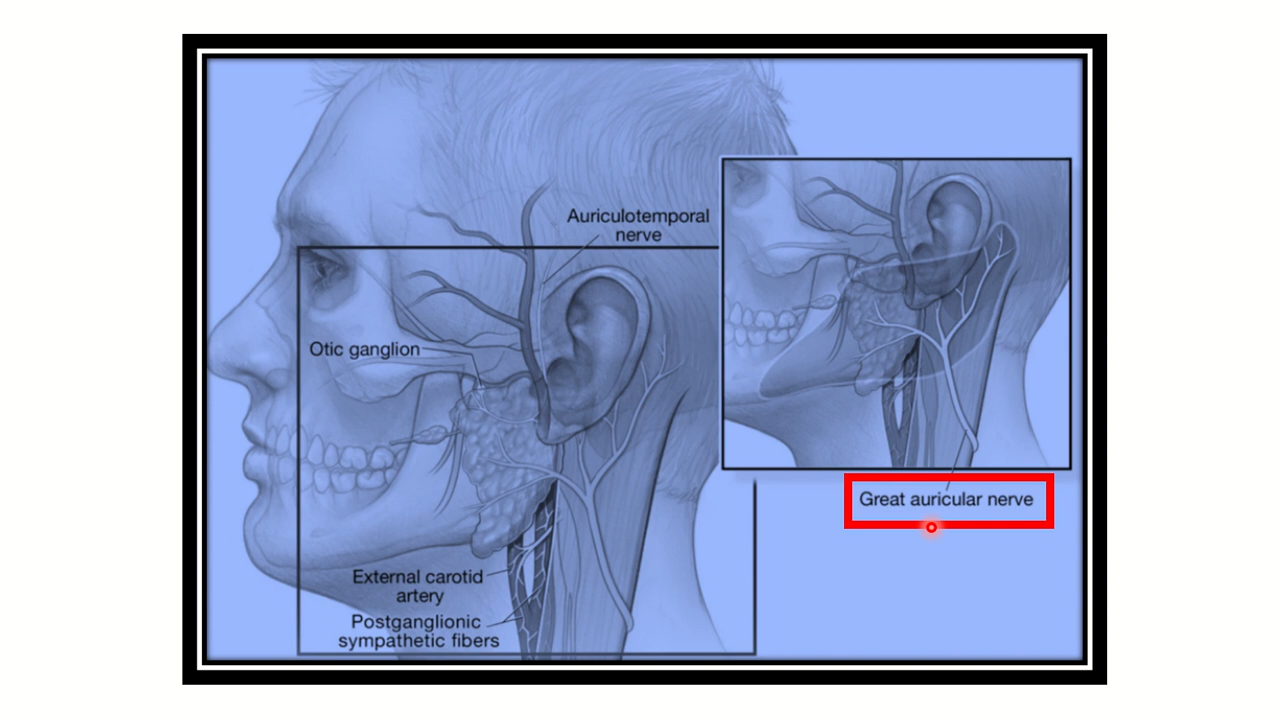 Auriculotemporal
nerve
Otic ganglion
Great auricular nerve
External carotid
artery
Postganglionic
sympathetic fibers